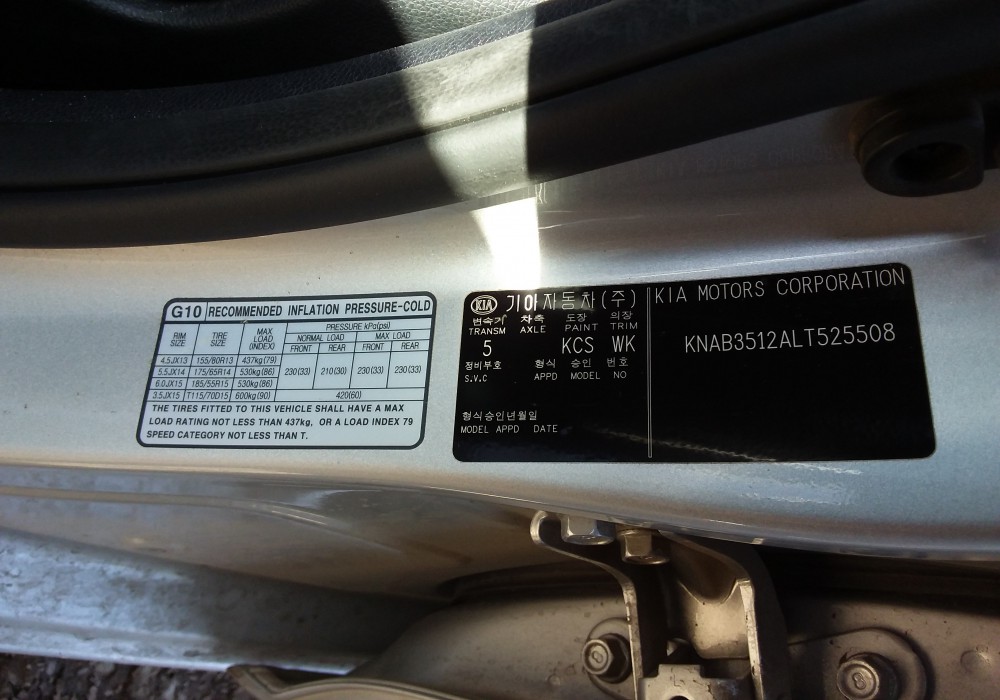 G10 RECOMMENDED INFLATION PRESSURE-COLD
RIM SIZE TIRE SIZE MAX LOAD (INDEX) PRESSURE kPa(psi)
NORMAL LOAD MAX LOAD
FRONT REAR FRONT REAR
4.5JX13 155/80R13 437kg(79)
5.5JX14 175/65R14 530kg(86) 230(33) 210(30) 230(33) 230(33)
6.0JX15 185/55R15 530kg(86)
3.5JX15 T115/70D15 600kg(90) 420(60)
THE TIRES FITTED TO THIS VEHICLE SHALL HAVE A MAX
LOAD RATING NOT LESS THAN 437kg, OR A LOAD INDEX 79
SPEED CATEGORY NOT LESS THAN T.
KIA 기아자동차(주) KIA MOTORS CORPORATION
변속기 차축 도장 의장
TRANSM AXLE PAINT TRIM
5 KCS WK
KNAB3512ALT525508
정비부호 형식 승인 번호
S.V.C APPD MODEL NO
형식승인년월일
MODEL APPD DATE